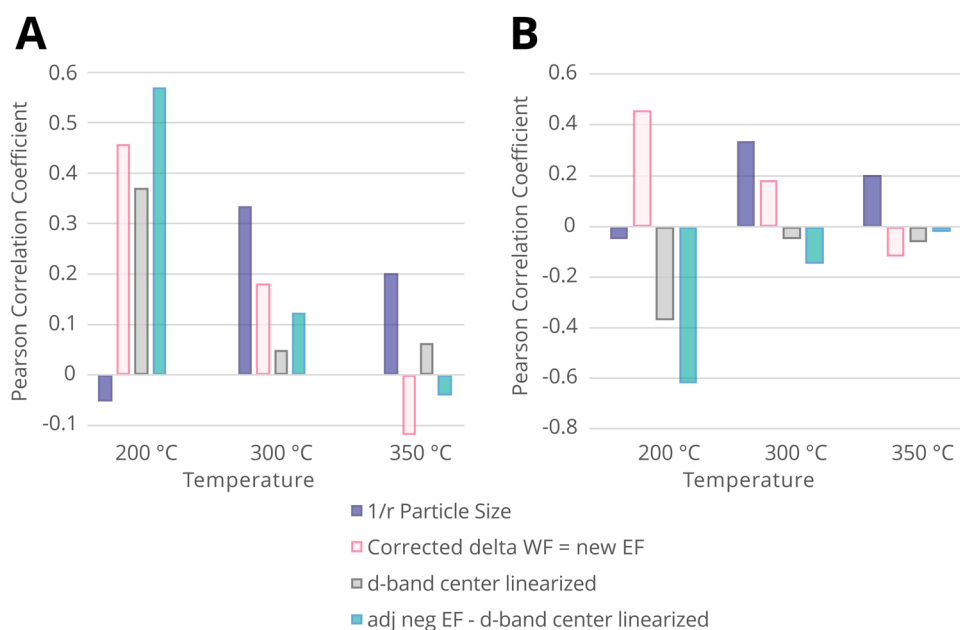 A
B
Pearson Correlation Coefficient
0.6
0.5
0.4
0.3
0.2
0.1
0
-0.1
200 °C
300 °C
350 °C
Temperature
Pearson Correlation Coefficient
0.6
0.4
0.2
0
-0.2
-0.4
-0.6
-0.8
200 °C
300 °C
350 °C
Temperature
1/r Particle Size
Corrected delta WF = new EF
d-band center linearized
adj neg EF - d-band center linearized